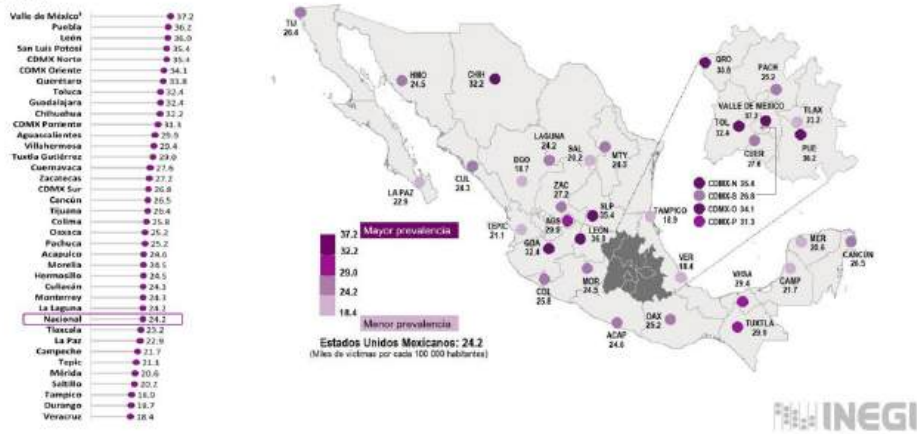 Valle de México¹ 37.2
Puebla 36.2
León 36.0
San Luis Potosí 35.4
CDMX Norte 35.4
CDMX Oriente 34.1
Querétaro 33.8
Toluca 32.4
Guadalajara 32.4
Chihuahua 32.2
CDMX Poniente 31.3
Aguascalientes 29.9
Villahermosa 29.4
Tuxtla Gutiérrez 29.0
Cuernavaca 27.6
Zacatecas 27.2
CDMX Sur 26.8
Cancún 26.5
Tijuana 26.4
Colima 25.8
Oaxaca 25.2
Pachuca 25.2
Acapulco 24.6
Morelia 24.5
Hermosillo 24.5
Culiacán 24.3
Monterrey 24.3
La Laguna 24.2
Nacional 24.2
Tlaxcala 23.2
La Paz 22.9
Campeche 21.7
Tepic 21.1
Mérida 20.6
Saltillo 20.2
Tampico 18.9
Durango 18.7
Veracruz 18.4
TIJ
26.4
HMO
24.5
CHIH
32.2
LAGUNA
24.2
SAL
20.2
MTY
24.3
DGO
18.7
CUL
24.3
LA PAZ
22.9
ZAC
27.2
SLP
35.4
TAMPICO
18.9
AGS
29.9
LEÓN
36.0
TEPIC
21.1
GDA
32.4
COL
25.8
MOR
24.5
VER
18.4
ACAP
24.6
OAX
25.2
VHSA
29.4
TUXTLA
CAMP
21.7
MER
20.6
CANCÚN
26.5
QRO
33.8
PACH
25.2
VALLE DE MEXICO
37.2
TOL
32.4
TLAX
23.2
PUE
36.2
CUER
27.6
CDMX-N 35.4
CDMX-S 26.8
CDMX-O 34.1
CDMX-P 31.3
37.2 Mayor prevalencia
32.2
29.0
24.2
18.4
Menor prevalencia
Estados Unidos Mexicanos: 24.2
(Miles de víctimas por cada 100 000 habitantes)
INEGI